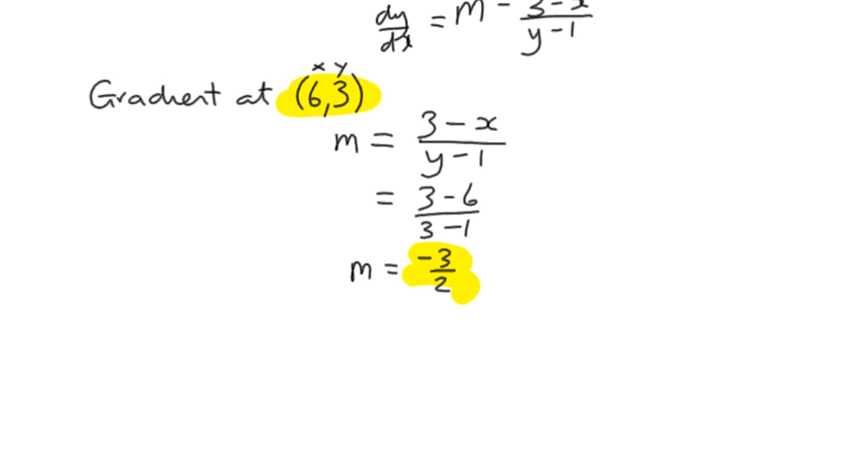 dy/dx = m = (3-x)/(y-1)
x y
Gradient at (6,3)
m = (3-x)/(y-1)
= (3-6)/(3-1)
m = -3/2